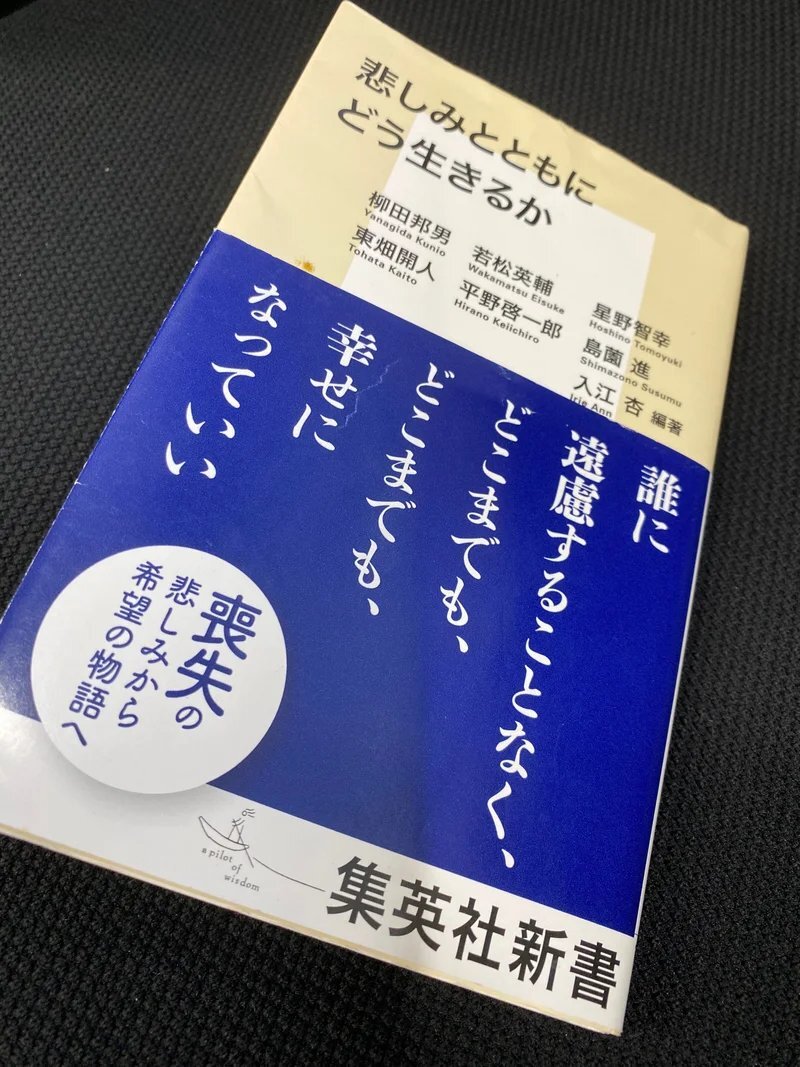 悲しみとともに
どう生きるか
柳田邦男
Yanagida Kunio
若松英輔
Wakamatsu Eisuke
星野智幸
Hoshino Tomoyuki
東畑開人
Tohata Kaito
平野啓一郎
Hirano Keiichiro
島薗 進
Shimazono Susumu
入江 杏 編著
Irie Ann
誰に
遠慮することなく、
どこまでも、
どこまでも、
幸せに
なっていい
喪失の
悲しみから
希望の物語へ
a pilot
of
wisdom
集英社新書